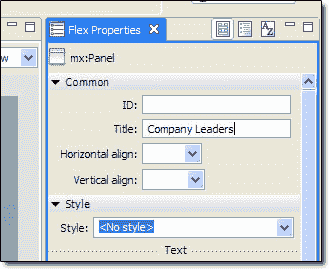 Flex Properties
mx:Panel
Common
ID:
Title: Company Leaders
Horizontal align:
Vertical align:
Style
Style: <No style>
Text